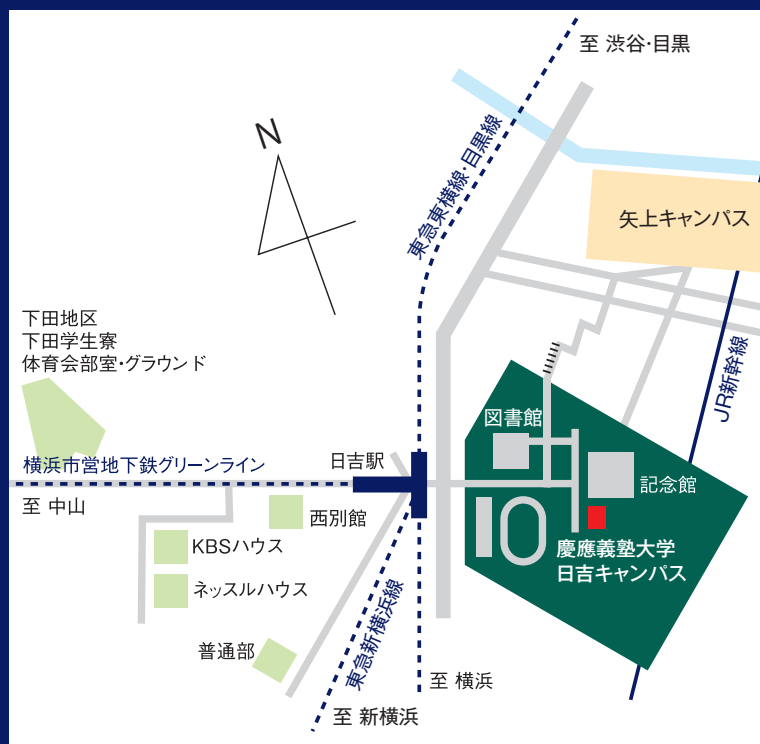 至 渋谷･目黒
N
東急東横線･目黒線
矢上キャンパス
下田地区
下田学生寮
体育会部室･グラウンド
JR新幹線
図書館
日吉駅
横浜市営地下鉄グリーンライン
記念館
至 中山
西別館
KBSハウス
慶應義塾大学
日吉キャンパス
ネッスルハウス
東急新横浜線
普通部
至 横浜
至 新横浜